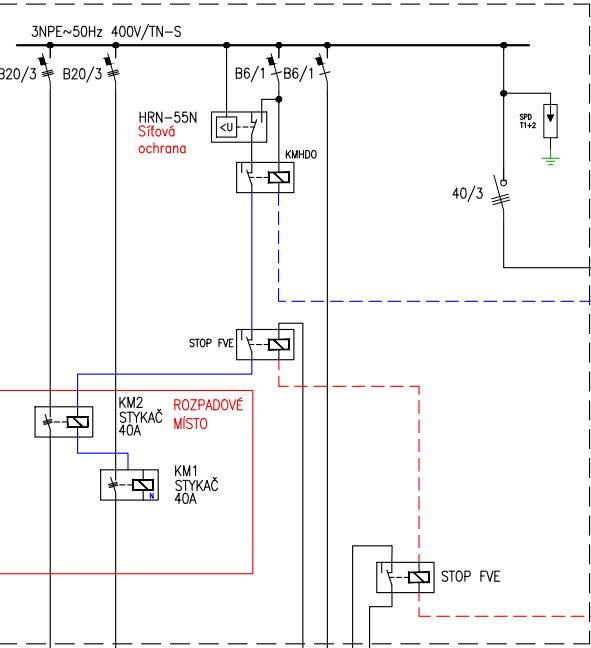 3NPE~50Hz 400V/TN-S
B20/3 B20/3 B6/1 B6/1
HRN-55N
Síťová
ochrana
<U
KMHDO
SPD
T1+2
40/3
STOP FVE
KM2
STYKAČ
40A
ROZPADOVÉ
MÍSTO
KM1
STYKAČ
40A
N
STOP FVE